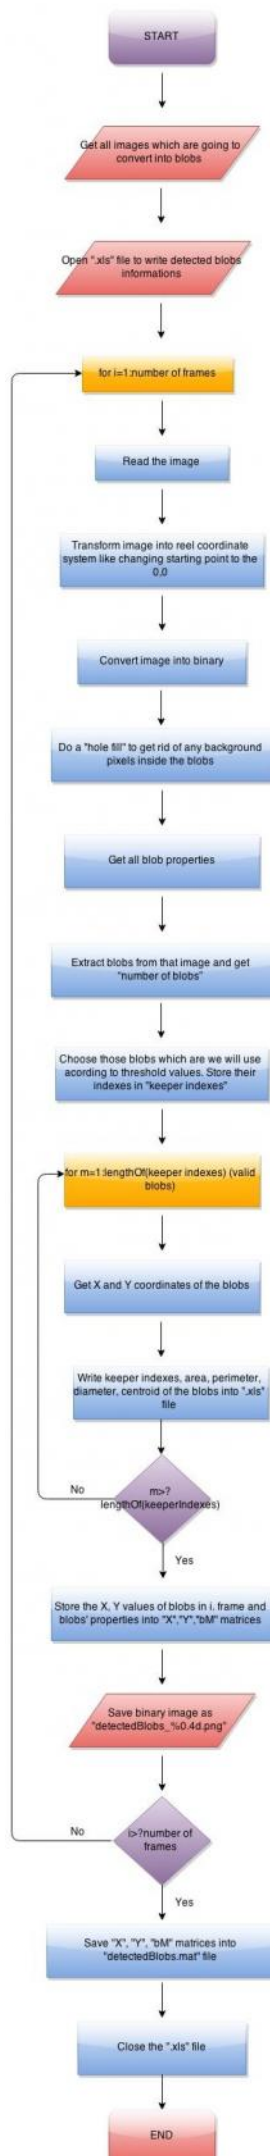 START
Get all images which are going to
convert into blobs
Open ".xls" file to write detected blobs
informations
for i=1:number of frames
Read the image
Transform image into reel coordinate
system like changing starting point to the
0,0
Convert image into binary
Do a "hole fill" to get rid of any background
pixels inside the blobs
Get all blob properties
Extract blobs from that image and get
"number of blobs"
Choose those blobs which are we will use
acording to threshold values. Store their
indexes in "keeper indexes"
for m=1:lengthOf(keeper indexes) (valid
blobs)
Get X and Y coordinates of the blobs
Write keeper indexes, area, perimeter,
diameter, centroid of the blobs into ".xls"
file
m>?
lengthOf(keeperIndexes)
No
Yes
Store the X, Y values of blobs in i. frame and
blobs' properties into "X","Y","bM" matrices
Save binary image as
"detectedBlobs_%0.4d.png"
i>?number of
frames
No
Yes
Save "X", "Y", "bM" matrices into
"detectedBlobs.mat" file
Close the ".xls" file
END